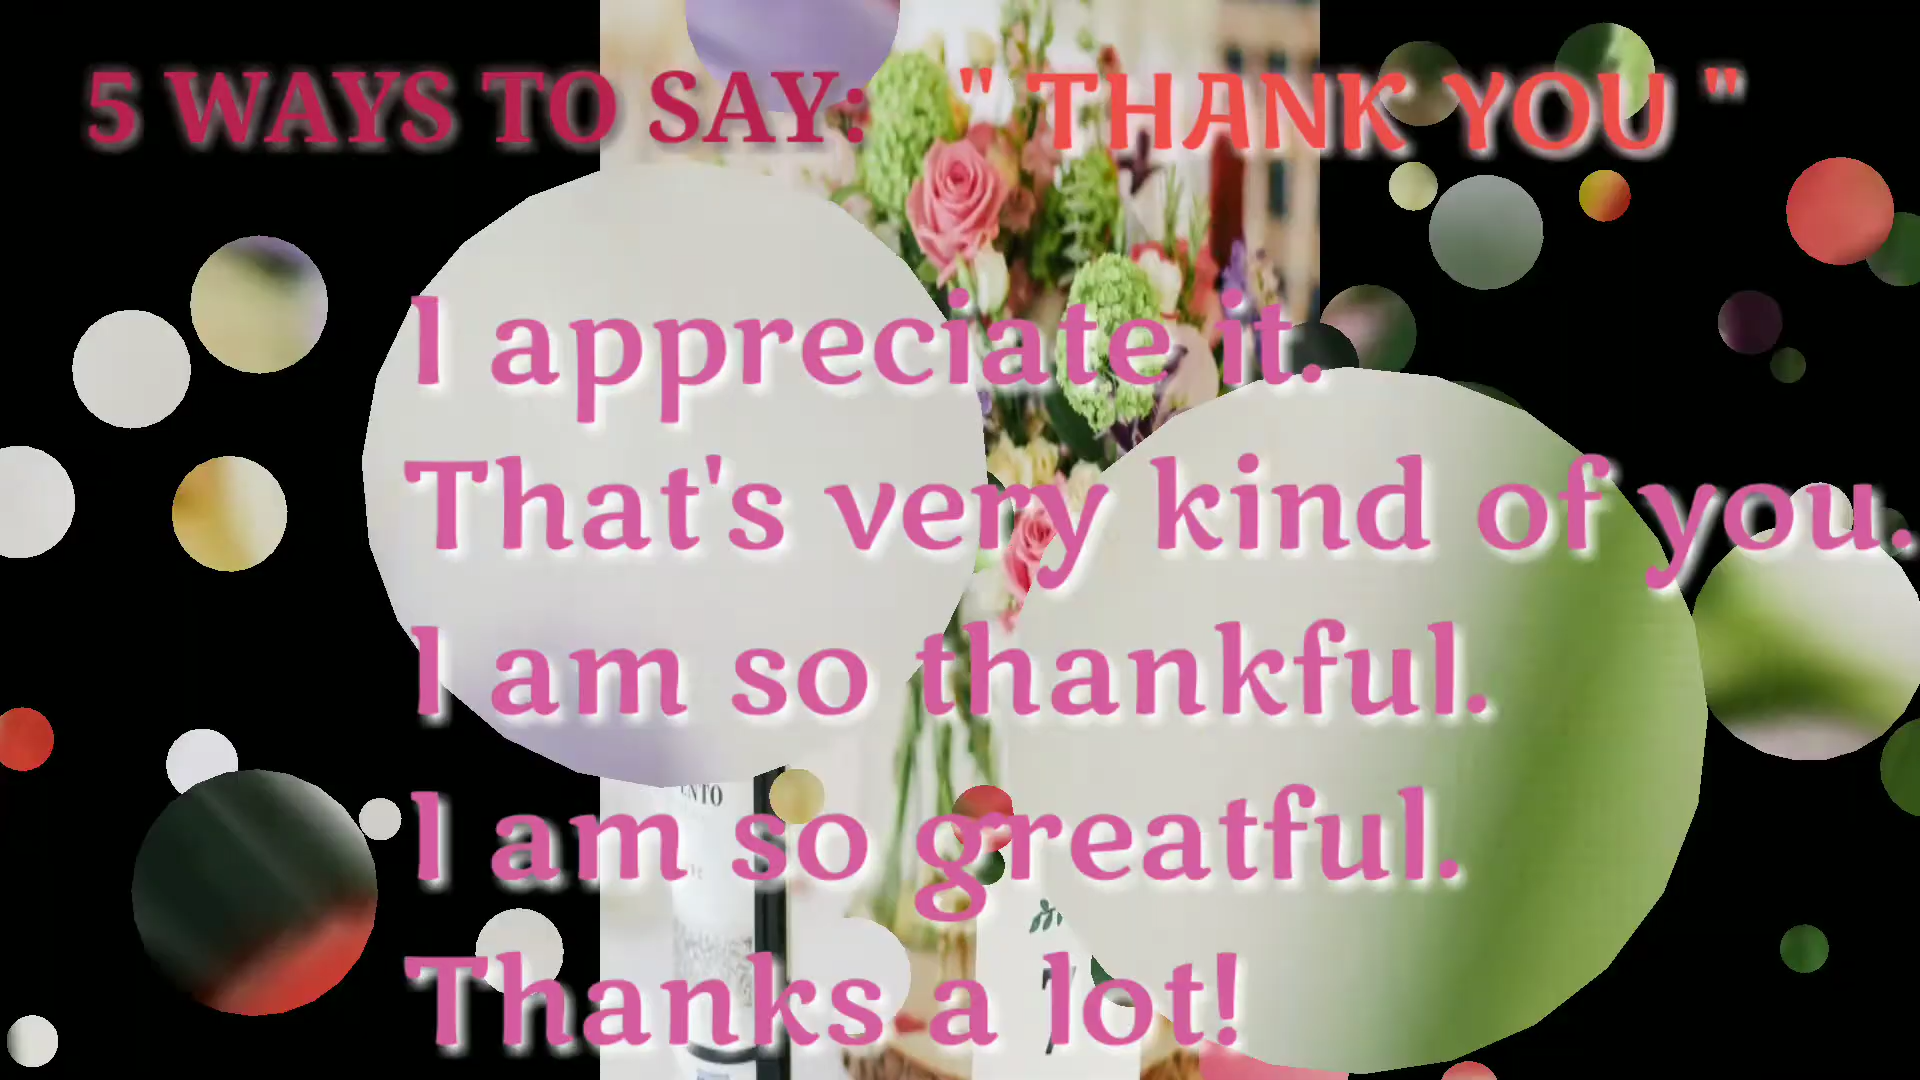 5 WAYS TO SAY: " THANK YOU "
I appreciate it.
That's very kind of you.
I am so thankful.
I am so greatful.
Thanks a lot!
7